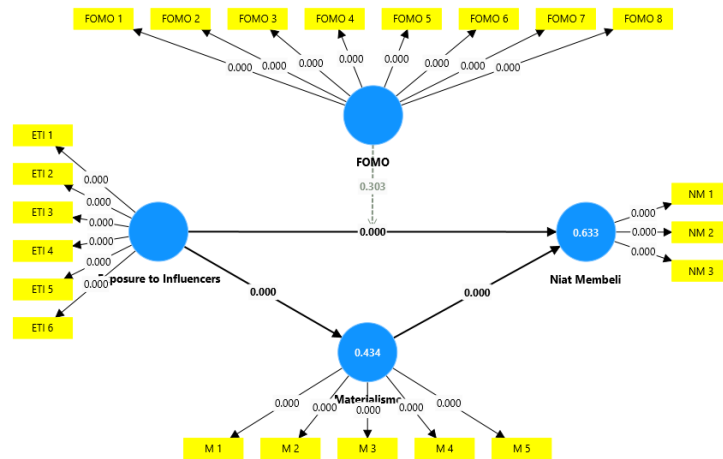 FOMO 1
FOMO 2
FOMO 3
FOMO 4
FOMO 5
FOMO 6
FOMO 7
FOMO 8
0.000
0.000
0.000
0.000
0.000
0.000
0.000
0.000
FOMO
0.303
ETI 1
ETI 2
ETI 3
ETI 4
ETI 5
ETI 6
0.000
0.000
0.000
0.000
0.000
0.000
xposure to Influencers
0.000
0.000
0.000
0.633
Niat Membeli
NM 1
NM 2
NM 3
0.000
0.000
0.000
0.434
Materialisme
0.000
0.000
0.000
0.000
0.000
M 1
M 2
M 3
M 4
M 5